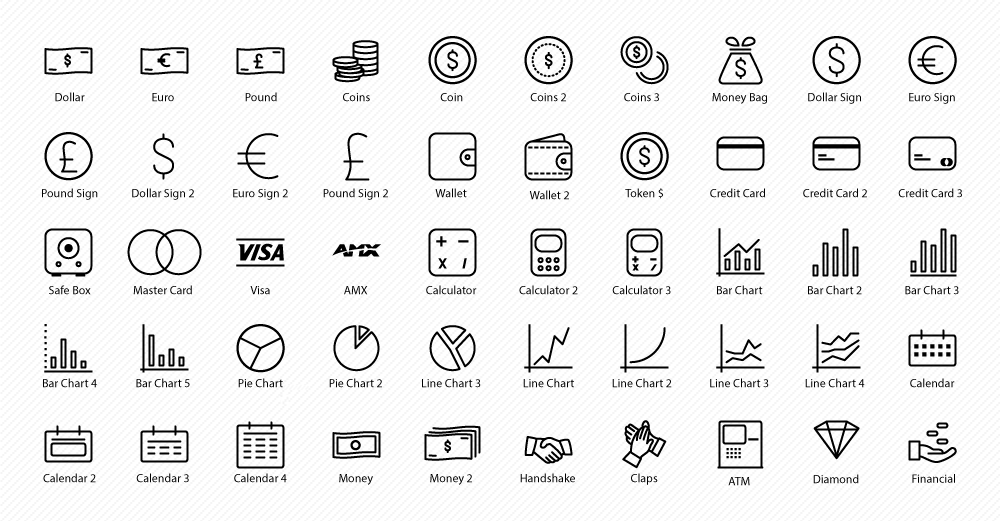 Dollar Euro Pound Coins Coin Coins 2 Coins 3 Money Bag Dollar Sign Euro Sign
Pound Sign Dollar Sign 2 Euro Sign 2 Pound Sign 2 Wallet Wallet 2 Token $ Credit Card Credit Card 2 Credit Card 3
VISA AMX
Safe Box Master Card Visa AMX Calculator Calculator 2 Calculator 3 Bar Chart Bar Chart 2 Bar Chart 3
Bar Chart 4 Bar Chart 5 Pie Chart Pie Chart 2 Line Chart 3 Line Chart Line Chart 2 Line Chart 3 Line Chart 4 Calendar
Calendar 2 Calendar 3 Calendar 4 Money Money 2 Handshake Claps ATM Diamond Financial